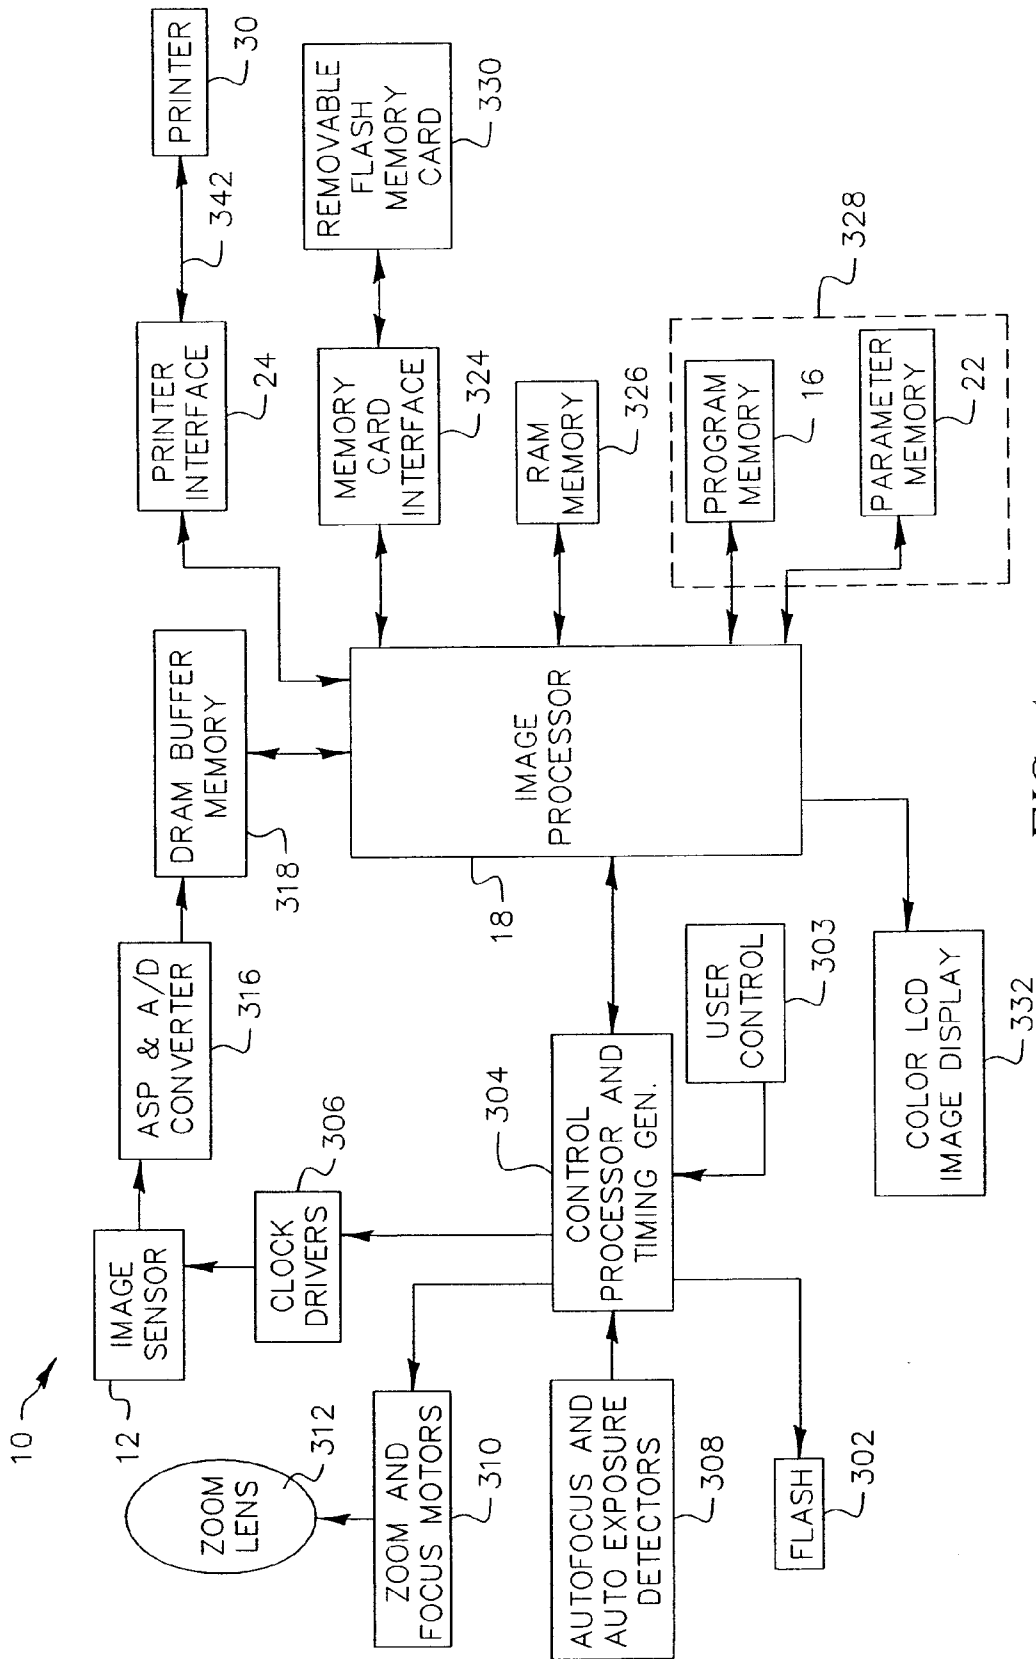 10
ZOOM
LENS
312
12
IMAGE
SENSOR
ASP & A/D
CONVERTER
316
DRAM BUFFER
MEMORY
318
PRINTER
INTERFACE
24
342
PRINTER
30
ZOOM AND
FOCUS MOTORS
310
CLOCK
DRIVERS
306
MEMORY
CARD
INTERFACE
324
REMOVABLE
FLASH
MEMORY
CARD
330
AUTOFOCUS AND
AUTO EXPOSURE
DETECTORS
308
304
CONTROL
PROCESSOR AND
TIMING GEN.
18
IMAGE
PROCESSOR
RAM
MEMORY
326
FLASH
302
USER
CONTROL
303
PROGRAM
MEMORY
16
PARAMETER
MEMORY
22
328
COLOR LCD
IMAGE DISPLAY
332
FIG.